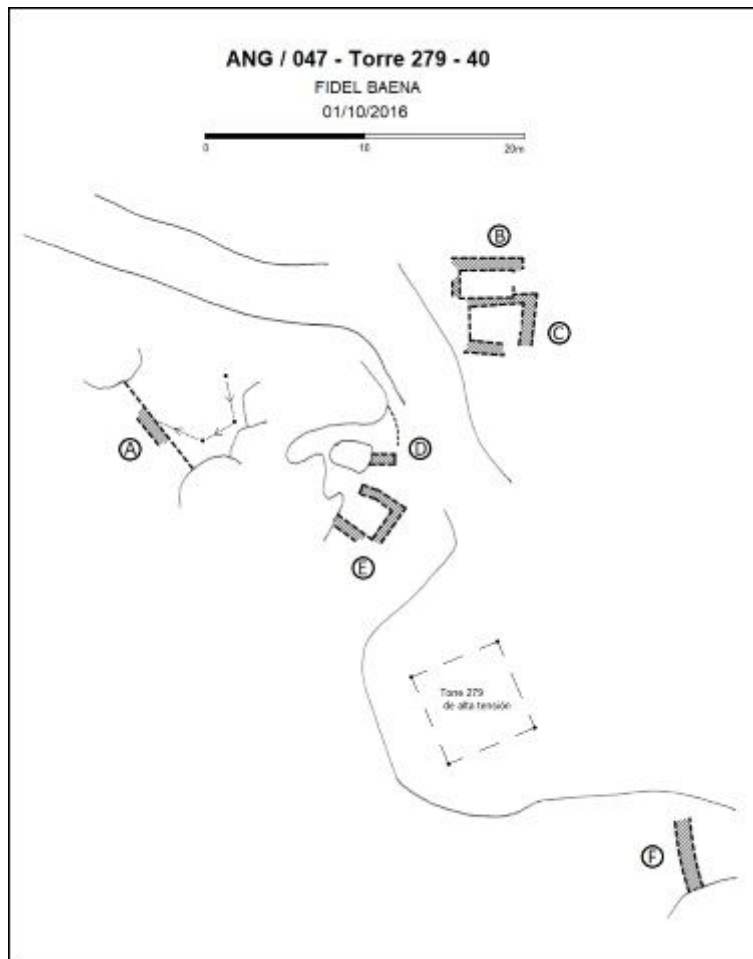 ANG / 047 - Torre 279 - 40
FIDEL BAENA
01/10/2016
0 10 20m
B
C
A
D
E
Torre 279
de alta tensión
F